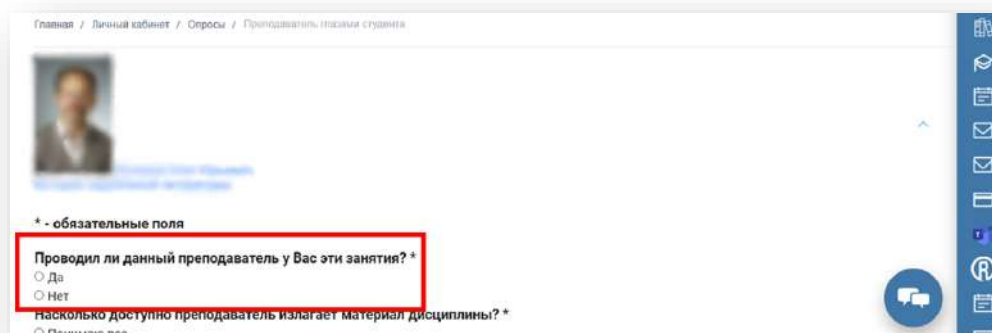 Главная / Личный кабинет / Опросы / Преподаватель глазами студента
* - обязательные поля
Проводил ли данный преподаватель у Вас эти занятия? *
Да
Нет
Насколько доступно преподаватель излагает материал дисциплины? *